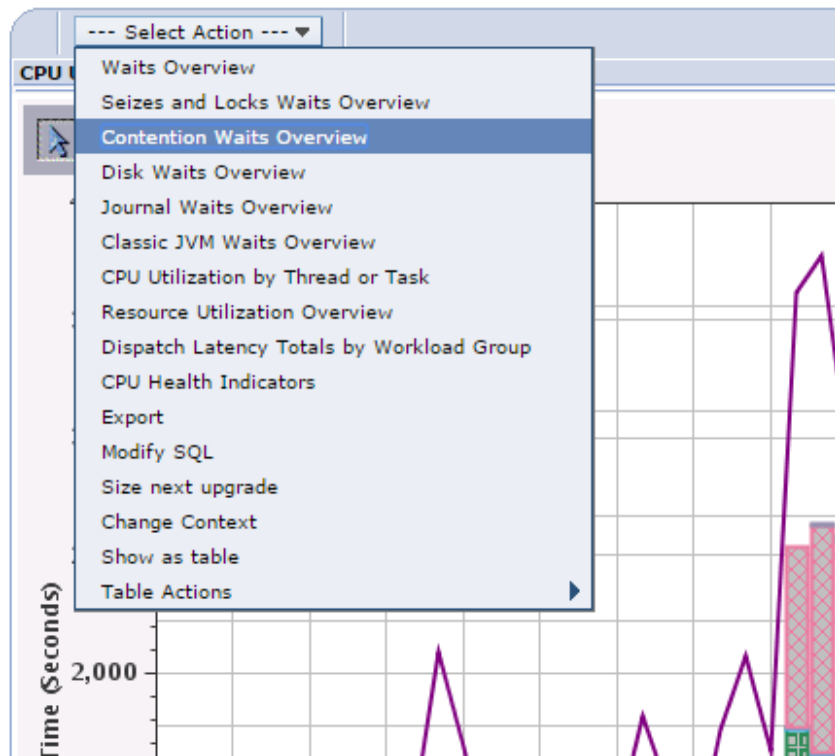 --- Select Action ---
CPU U
Waits Overview
Seizes and Locks Waits Overview
Contention Waits Overview
Disk Waits Overview
Journal Waits Overview
Classic JVM Waits Overview
CPU Utilization by Thread or Task
Resource Utilization Overview
Dispatch Latency Totals by Workload Group
CPU Health Indicators
Export
Modify SQL
Size next upgrade
Change Context
Show as table
Table Actions
Time (Seconds)
2,000